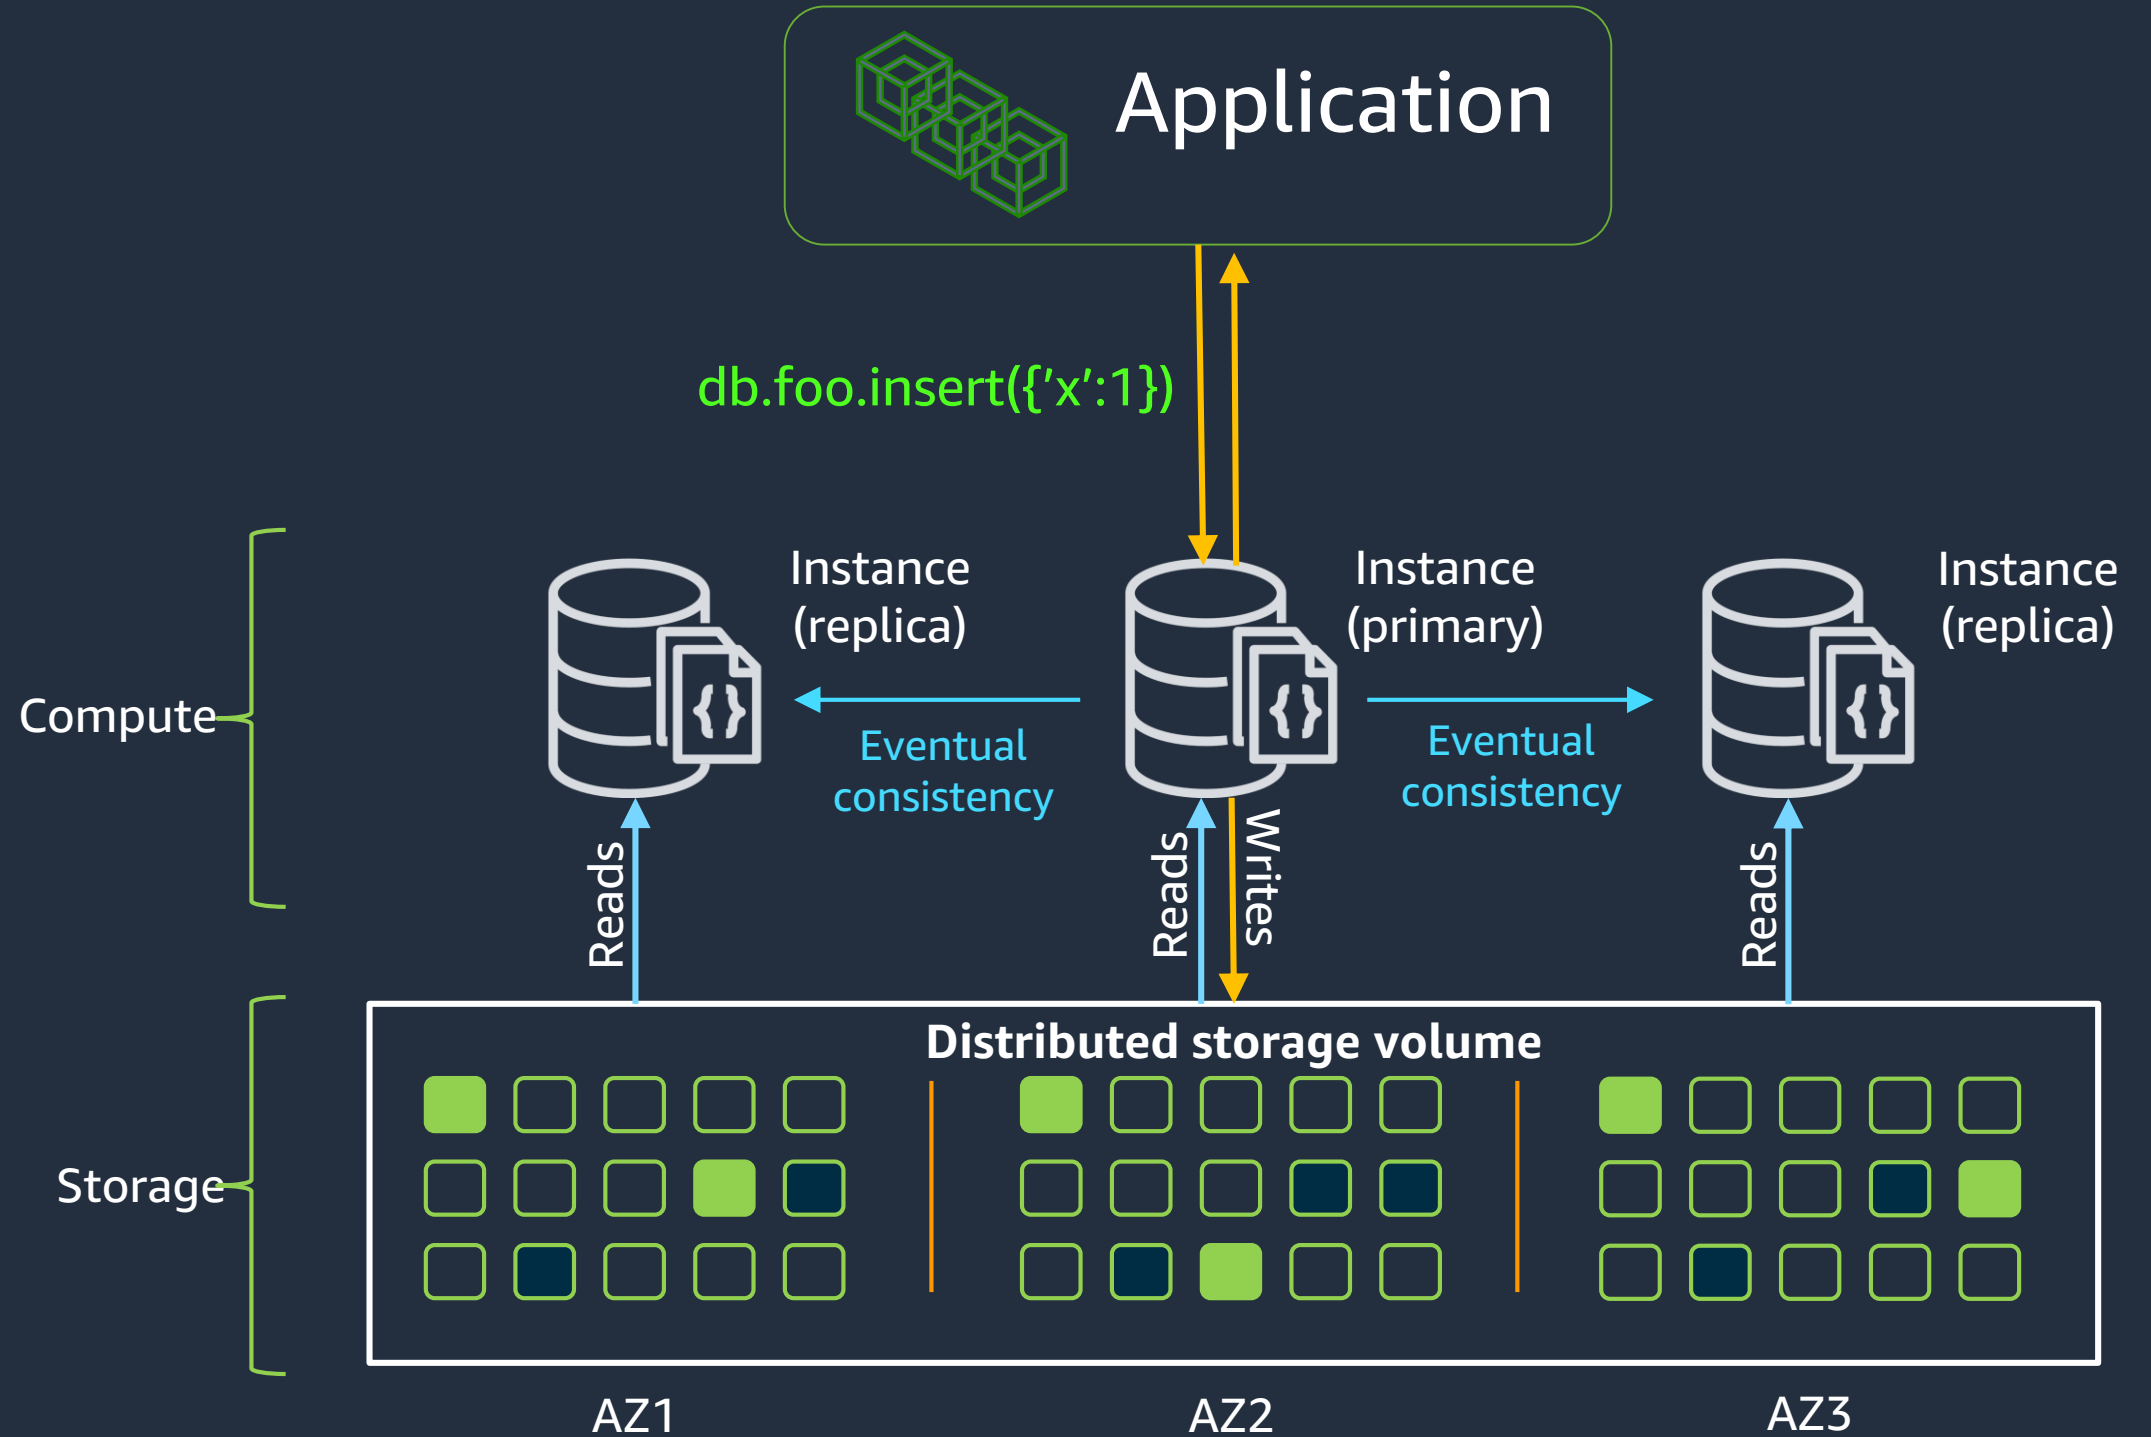 Application
db.foo.insert({’x’:1})
Instance
(replica)
Instance
(primary)
Instance
(replica)
Compute
Eventual
consistency
Eventual
consistency
Reads
Reads
Writes
Reads
Distributed storage volume
Storage
AZ1
AZ2
AZ3